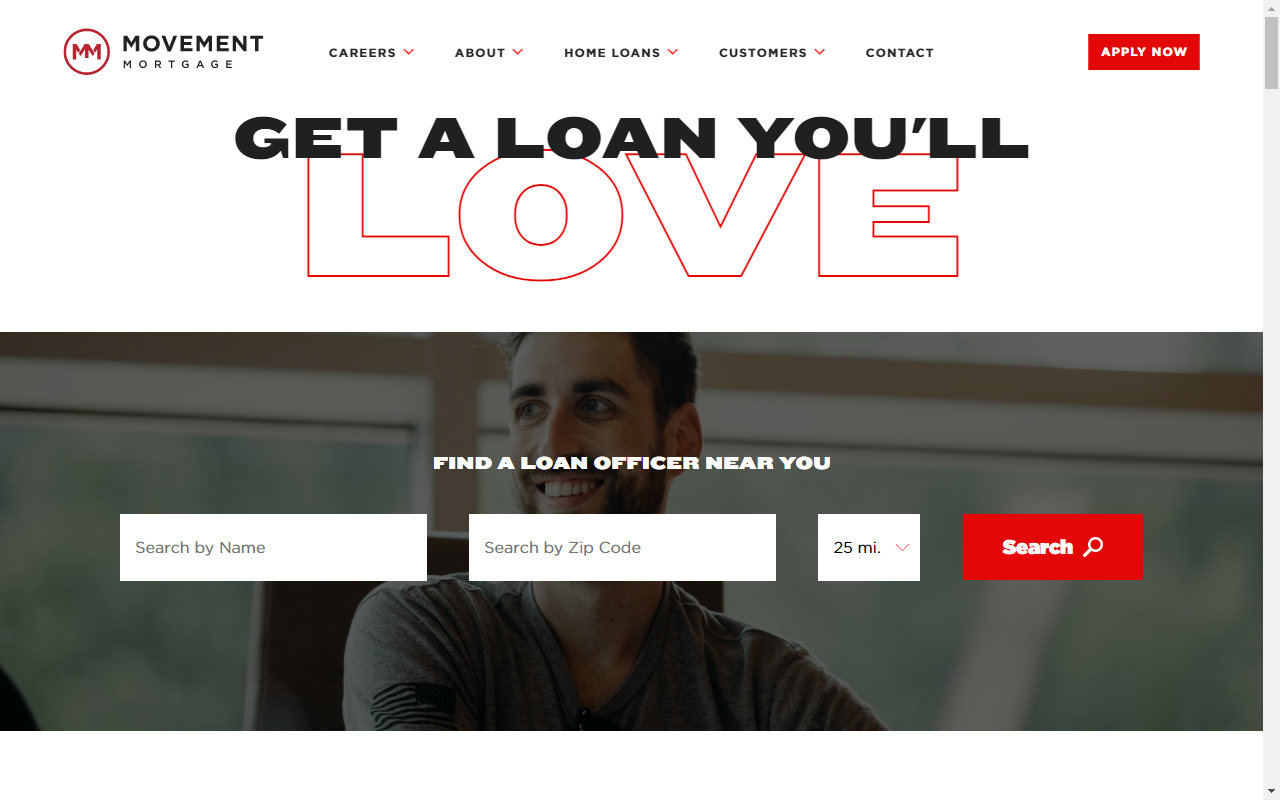 MOVEMENT
MORTGAGE
CAREERS
ABOUT
HOME LOANS
CUSTOMERS
CONTACT
APPLY NOW
GET A LOAN YOU'LL
LOVE
FIND A LOAN OFFICER NEAR YOU
Search by Name
Search by Zip Code
25 mi.
Search